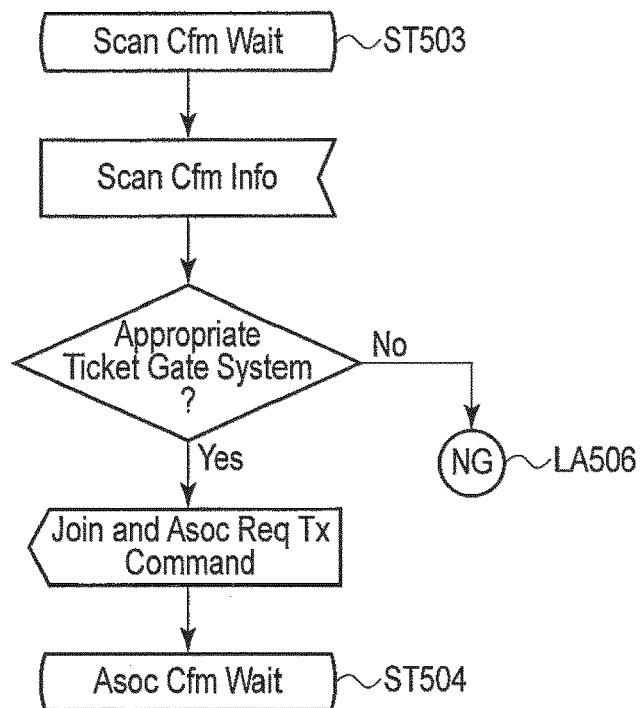 Scan Cfm Wait
ST503
Scan Cfm Info
Appropriate
Ticket Gate System
?
No
Yes
NG
LA506
Join and Asoc Req Tx
Command
Asoc Cfm Wait
ST504